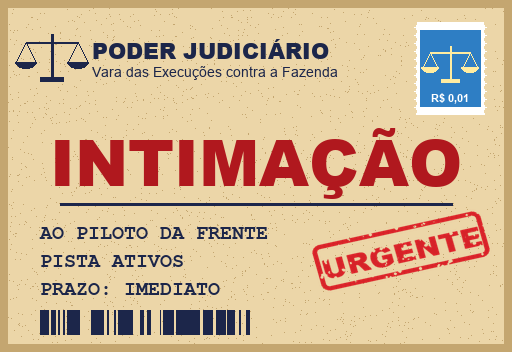 PODER JUDICIÁRIO
Vara das Execuções contra a Fazenda
R$ 0,01
INTIMAÇÃO
AO PILOTO DA FRENTE
PISTA ATIVOS
PRAZO: IMEDIATO
URGENTE